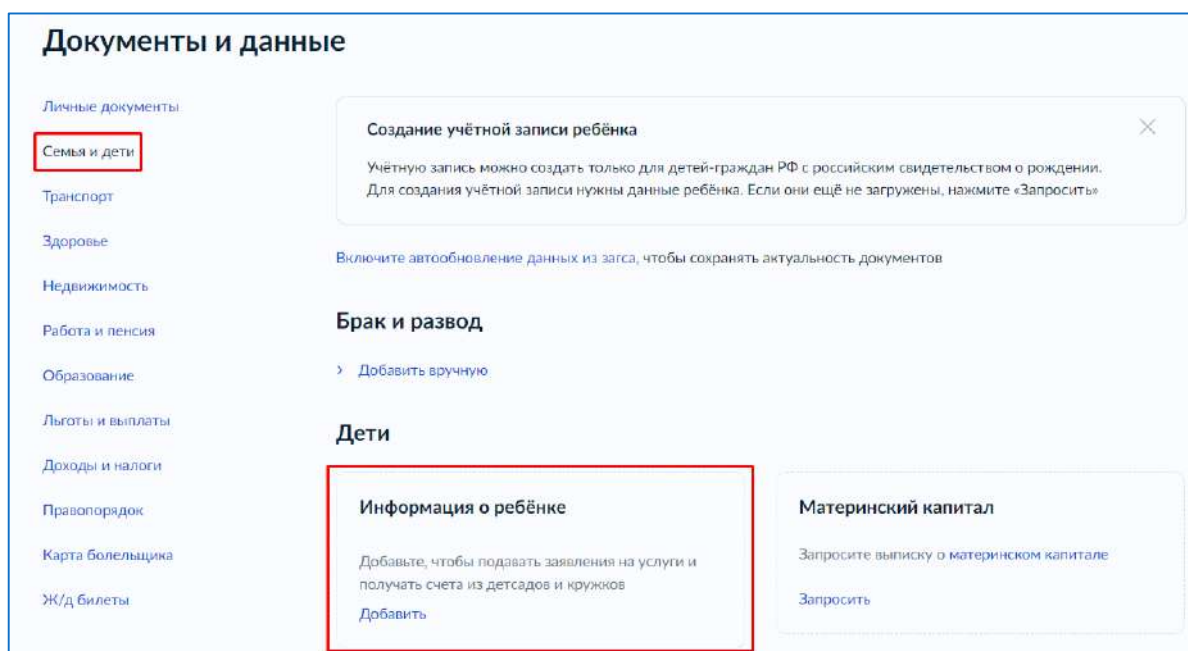 Документы и данные
Личные документы
Семья и дети
Транспорт
Здоровье
Недвижимость
Работа и пенсия
Образование
Льготы и выплаты
Доходы и налоги
Правопорядок
Карта болельщика
Ж/д билеты
Создание учётной записи ребёнка
Учётную запись можно создать только для детей-граждан РФ с российским свидетельством о рождении.
Для создания учётной записи нужны данные ребёнка. Если они ещё не загружены, нажмите «Запросить»
Включите автообновление данных из загса, чтобы сохранять актуальность документов
Брак и развод
Добавить вручную
Дети
Информация о ребёнке
Добавьте, чтобы подавать заявления на услуги и
получать счета из детсадов и кружков
Добавить
Материнский капитал
Запросите выписку о материнском капитале
Запросить